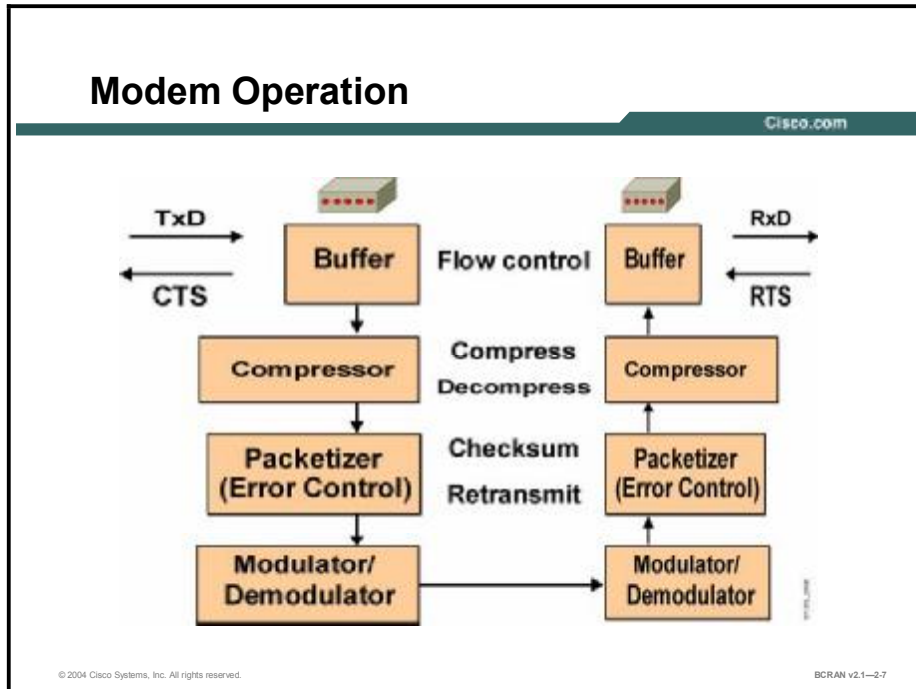 Modem Operation
Cisco.com
TxD
CTS
Buffer
Flow control
Buffer
RxD
RTS
Compressor
Compress
Decompress
Compressor
Packetizer
(Error Control)
Checksum
Retransmit
Packetizer
(Error Control)
Modulator/
Demodulator
Modulator/
Demodulator
© 2004 Cisco Systems, Inc. All rights reserved.
BCRAN v2.1—2-7